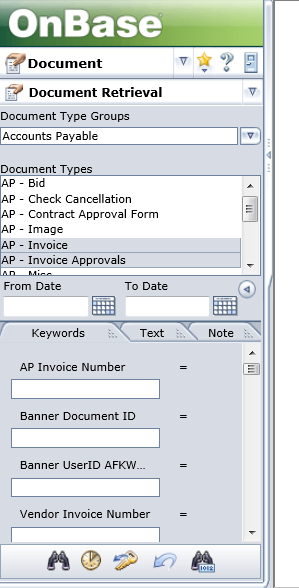 OnBase
Document
Document Retrieval
Document Type Groups
Accounts Payable
Document Types
AP - Bid
AP - Check Cancellation
AP - Contract Approval Form
AP - Image
AP - Invoice
AP - Invoice Approvals
AP - Misc
From Date To Date
Keywords Text Note
AP Invoice Number =
Banner Document ID =
Banner UserID AFKW... =
Vendor Invoice Number =